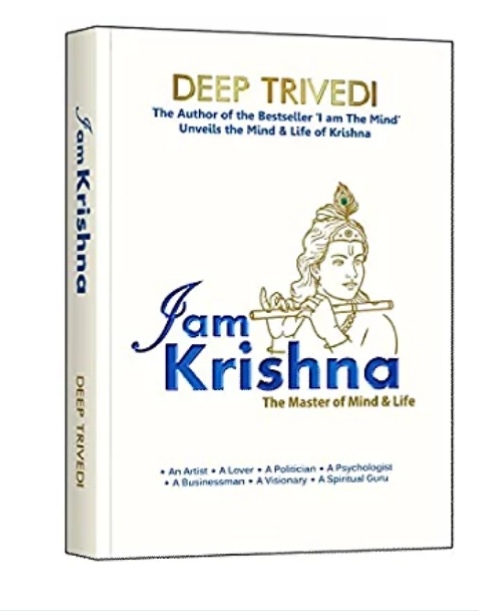 DEEP TRIVEDI
The Author of the Bestseller 'I am The Mind'
Unveils the Mind & Life of Krishna
I am
Krishna
The Master of Mind & Life
• An Artist • A Lover • A Politician • A Psychologist
• A Businessman • A Visionary • A Spiritual Guru
I am Krishna
DEEP TRIVEDI